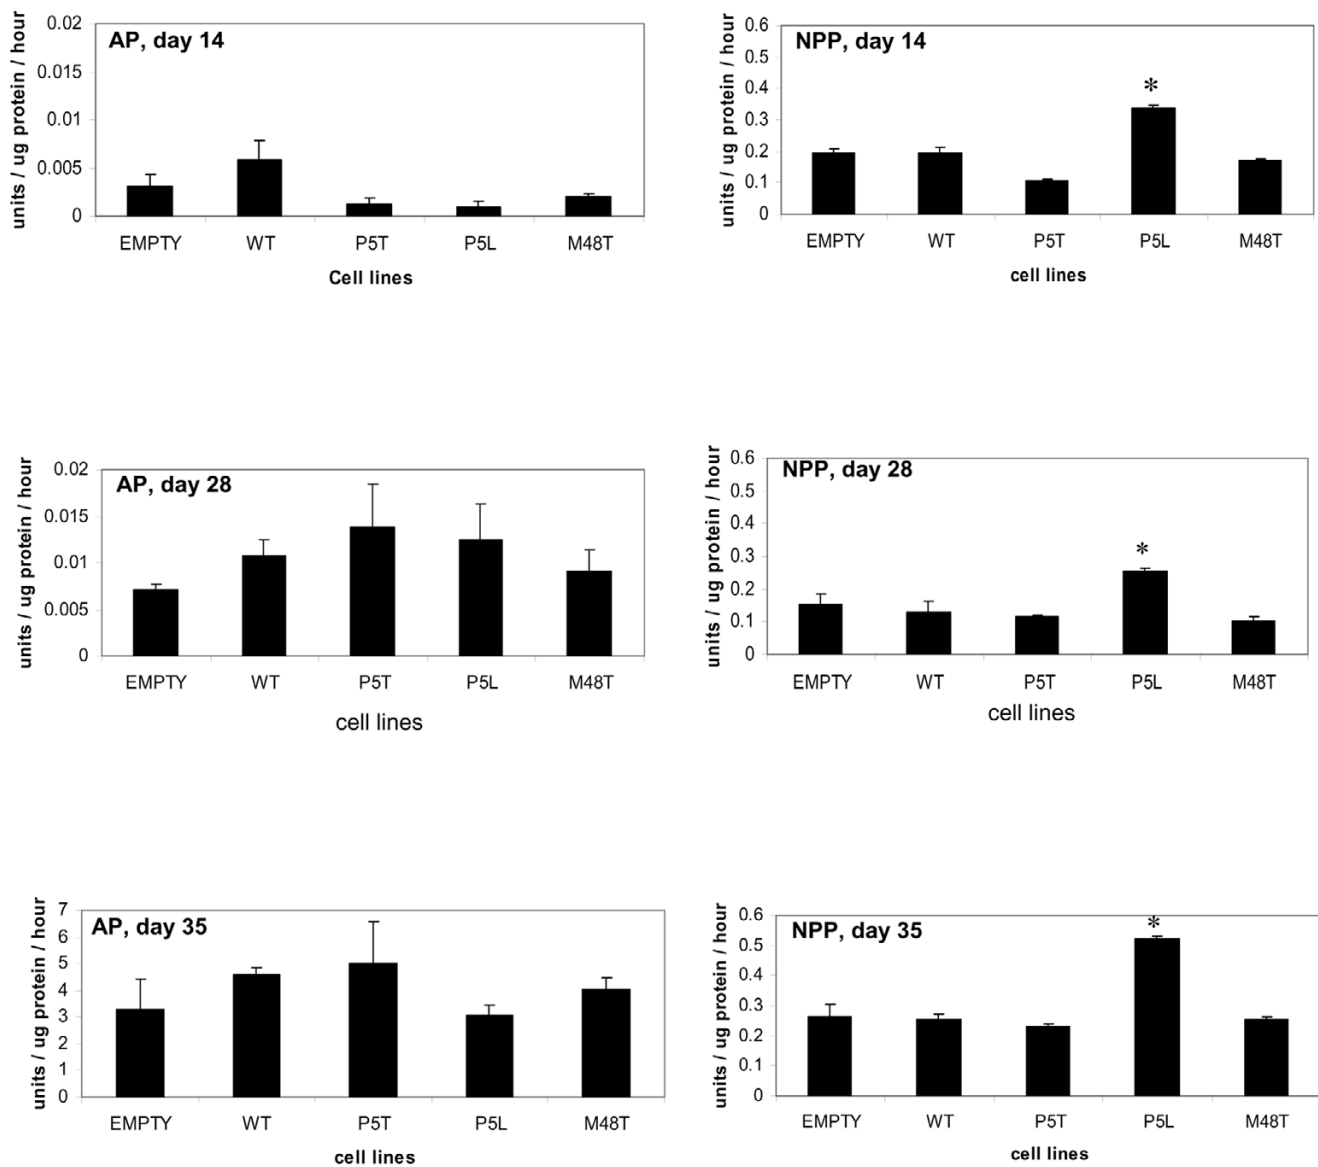 AP, day 14
units / ug protein / hour
0.02
0.015
0.01
0.005
0
EMPTY WT P5T P5L M48T
Cell lines
NPP, day 14
units / ug protein / hour
0.6
0.5
0.4
0.3
0.2
0.1
0
*
EMPTY WT P5T P5L M48T
cell lines
AP, day 28
units / ug protein / hour
0.02
0.015
0.01
0.005
0
EMPTY WT P5T P5L M48T
cell lines
NPP, day 28
units / ug protein / hour
0.6
0.5
0.4
0.3
0.2
0.1
0
*
EMPTY WT P5T P5L M48T
cell lines
AP, day 35
units / ug protein / hour
7
6
5
4
3
2
1
0
EMPTY WT P5T P5L M48T
cell lines
NPP, day 35
units / ug protein / hour
0.6
0.5
0.4
0.3
0.2
0.1
0
*
EMPTY WT P5T P5L M48T
cell lines